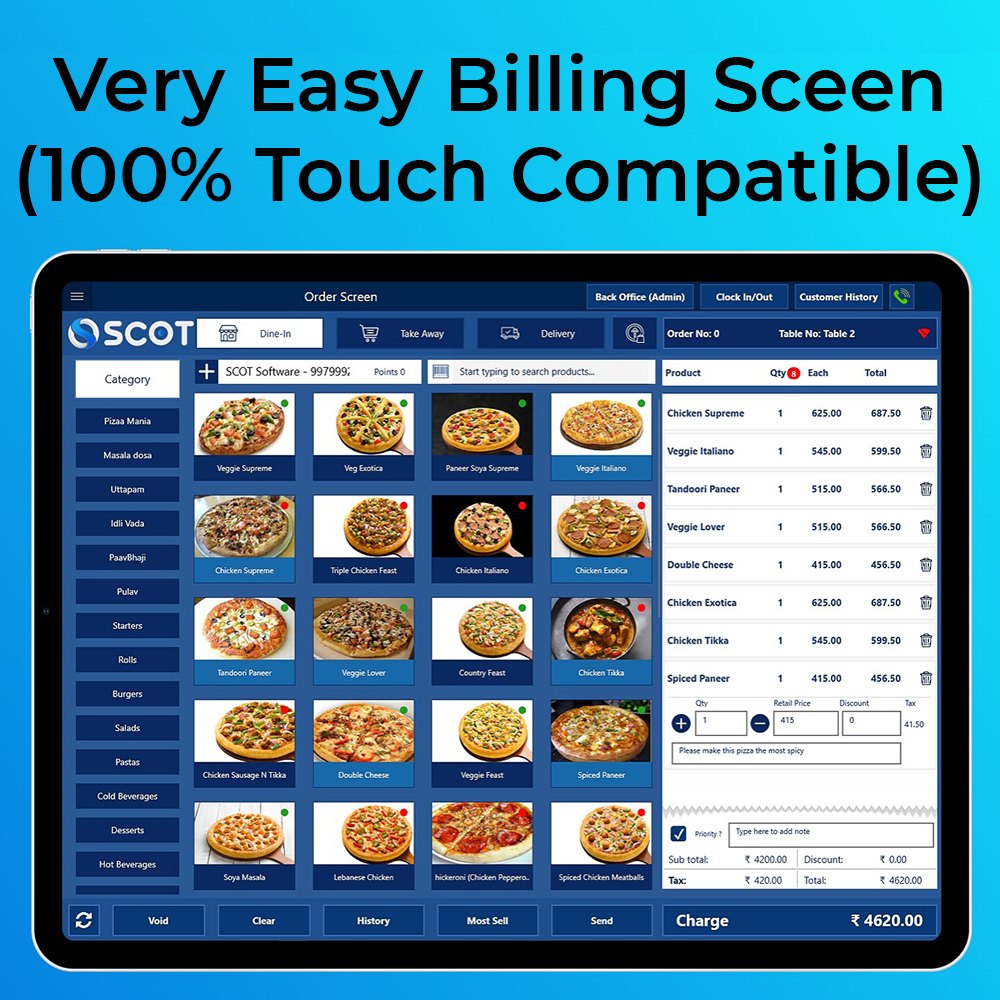 Very Easy Billing Sceen
(100% Touch Compatible)
Order Screen
Back Office (Admin)
Clock In/Out
Customer History
SCOT
Dine-In
Take Away
Delivery
Order No: 0
Table No: Table 2
Category
Pizaa Mania
Masala dosa
Uttapam
Idli Vada
PaavBhaji
Pulav
Starters
Rolls
Burgers
Salads
Pastas
Cold Beverages
Desserts
Hot Beverages
SCOT Software - 9979992
Points 0
Start typing to search products...
Veggie Supreme
Veg Exotica
Paneer Soya Supreme
Veggie Italiano
Chicken Supreme
Triple Chicken Feast
Chicken Italiano
Chicken Exotica
Tandoori Paneer
Veggie Lover
Country Feast
Chicken Tikka
Chicken Sausage N Tikka
Double Cheese
Veggie Feast
Spiced Paneer
Soya Masala
Lebanese Chicken
hickeroni (Chicken Peppero..
Spiced Chicken Meatballs
Product Qty 8 Each Total
Chicken Supreme 1 625.00 687.50
Veggie Italiano 1 545.00 599.50
Tandoori Paneer 1 515.00 566.50
Veggie Lover 1 515.00 566.50
Double Cheese 1 415.00 456.50
Chicken Exotica 1 625.00 687.50
Chicken Tikka 1 545.00 599.50
Spiced Paneer 1 415.00 456.50
Qty Retail Price Discount Tax
1 415 0 41.50
Please make this pizza the most spicy
Priority ? Type here to add note
Sub total: ₹ 4200.00 Discount: ₹ 0.00
Tax: ₹ 420.00 Total: ₹ 4620.00
Void
Clear
History
Most Sell
Send
Charge ₹ 4620.00